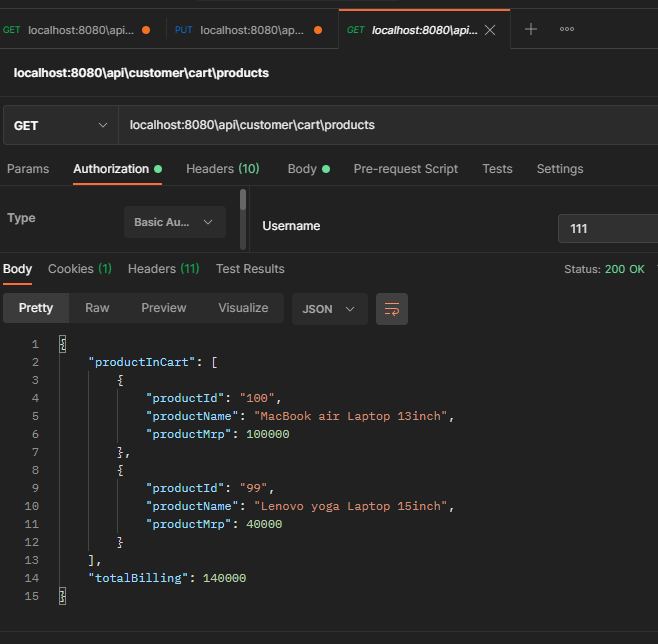 GET localhost:8080\api... PUT localhost:8080\ap... GET localhost:8080\api...
localhost:8080\api\customer\cart\products
GET localhost:8080\api\customer\cart\products
Params Authorization Headers (10) Body Pre-request Script Tests Settings
Type Basic Au... Username 111
Body Cookies (1) Headers (11) Test Results Status: 200 OK
Pretty Raw Preview Visualize JSON
1 {
2 "productInCart": [
3 {
4 "productId": "100",
5 "productName": "MacBook air Laptop 13inch",
6 "productMrp": 100000
7 },
8 {
9 "productId": "99",
10 "productName": "Lenovo yoga Laptop 15inch",
11 "productMrp": 40000
12 }
13 ],
14 "totalBilling": 140000
15 }